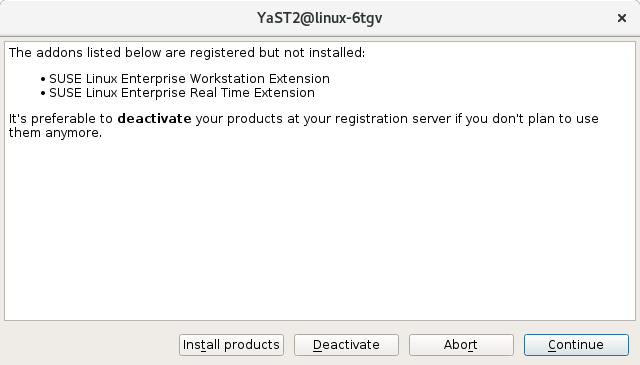 YaST2@linux-6tgv
The addons listed below are registered but not installed:
• SUSE Linux Enterprise Workstation Extension
• SUSE Linux Enterprise Real Time Extension
It's preferable to deactivate your products at your registration server if you don't plan to use
them anymore.
Install products Deactivate Abort Continue